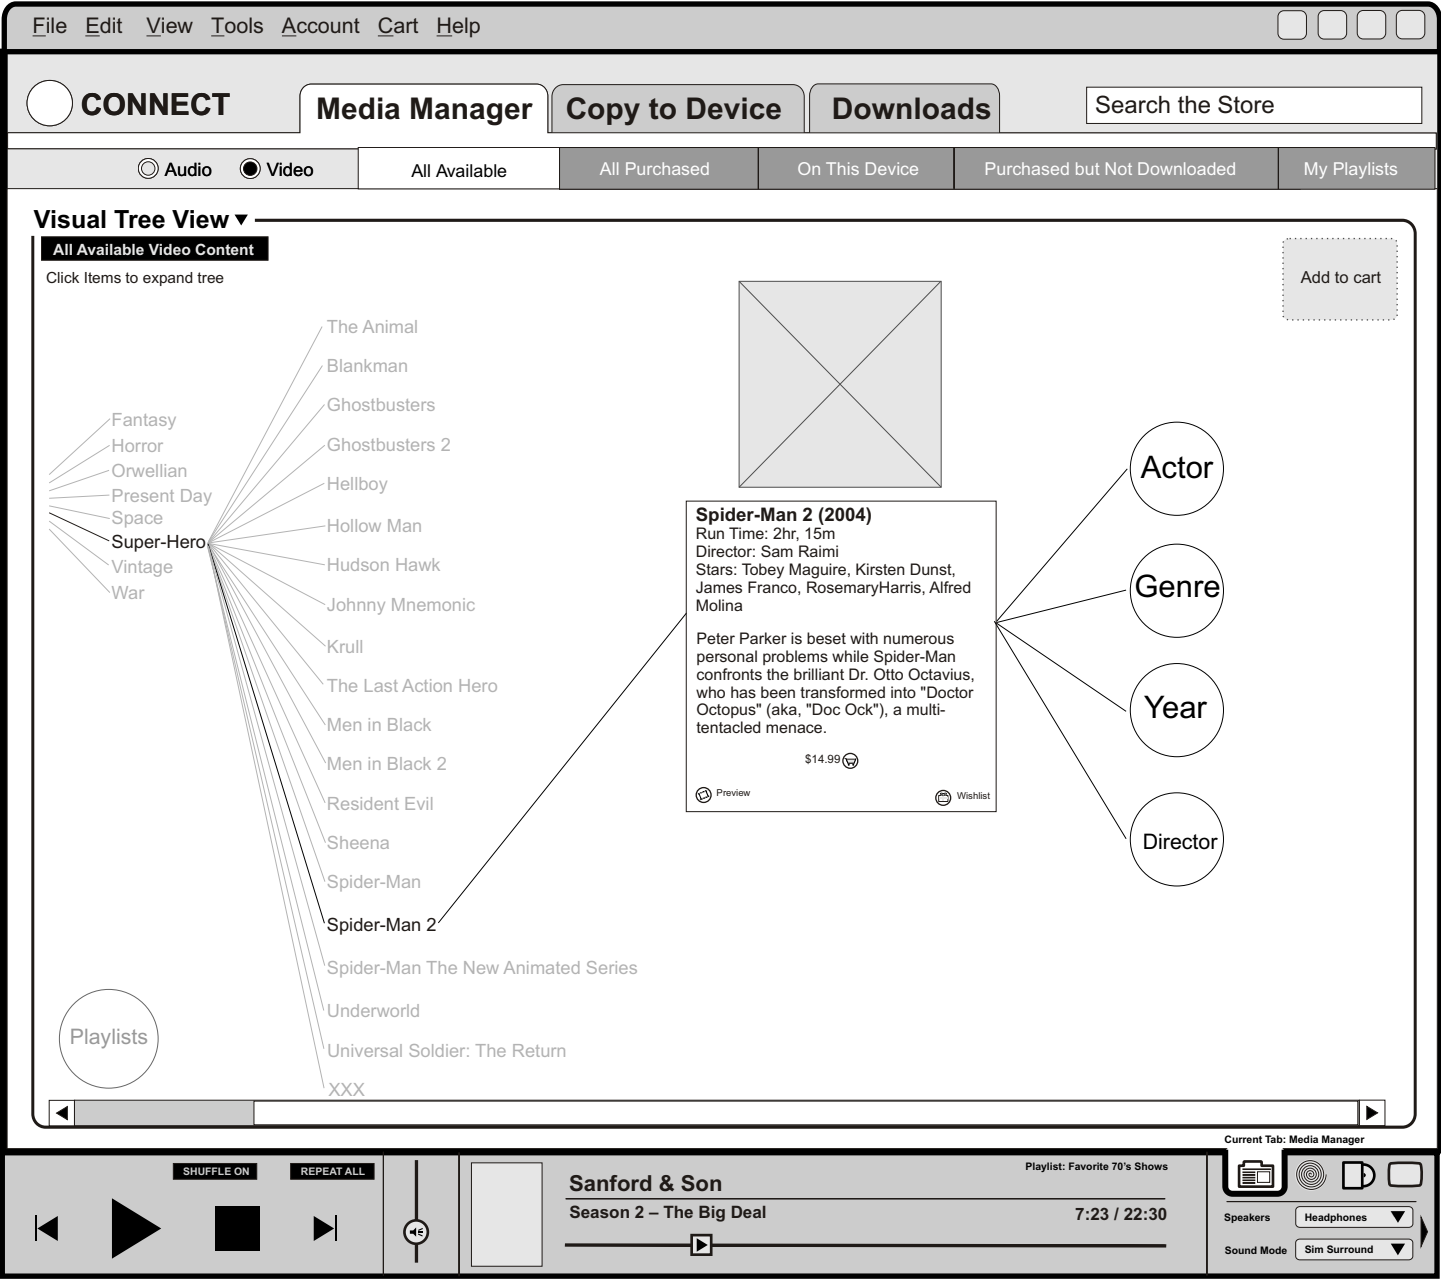 File Edit View Tools Account Cart Help
CONNECT
Media Manager
Copy to Device
Downloads
Search the Store
Audio
Video
All Available
All Purchased
On This Device
Purchased but Not Downloaded
My Playlists
Visual Tree View
All Available Video Content
Click Items to expand tree
Add to cart
Fantasy
Horror
Orwellian
Present Day
Space
Super-Hero
Vintage
War
The Animal
Blankman
Ghostbusters
Ghostbusters 2
Hellboy
Hollow Man
Hudson Hawk
Johnny Mnemonic
Krull
The Last Action Hero
Men in Black
Men in Black 2
Resident Evil
Sheena
Spider-Man
Spider-Man 2
Spider-Man The New Animated Series
Underworld
Universal Soldier: The Return
XXX
Spider-Man 2 (2004)
Run Time: 2hr, 15m
Director: Sam Raimi
Stars: Tobey Maguire, Kirsten Dunst,
James Franco, RosemaryHarris, Alfred
Molina
Peter Parker is beset with numerous
personal problems while Spider-Man
confronts the brilliant Dr. Otto Octavius,
who has been transformed into "Doctor
Octopus" (aka, "Doc Ock"), a multi-
tentacled menace.
$14.99
Preview
Wishlist
Actor
Genre
Year
Director
Playlists
Current Tab: Media Manager
SHUFFLE ON
REPEAT ALL
Playlist: Favorite 70's Shows
Sanford & Son
Season 2 – The Big Deal
7:23 / 22:30
Speakers
Headphones
Sound Mode
Sim Surround